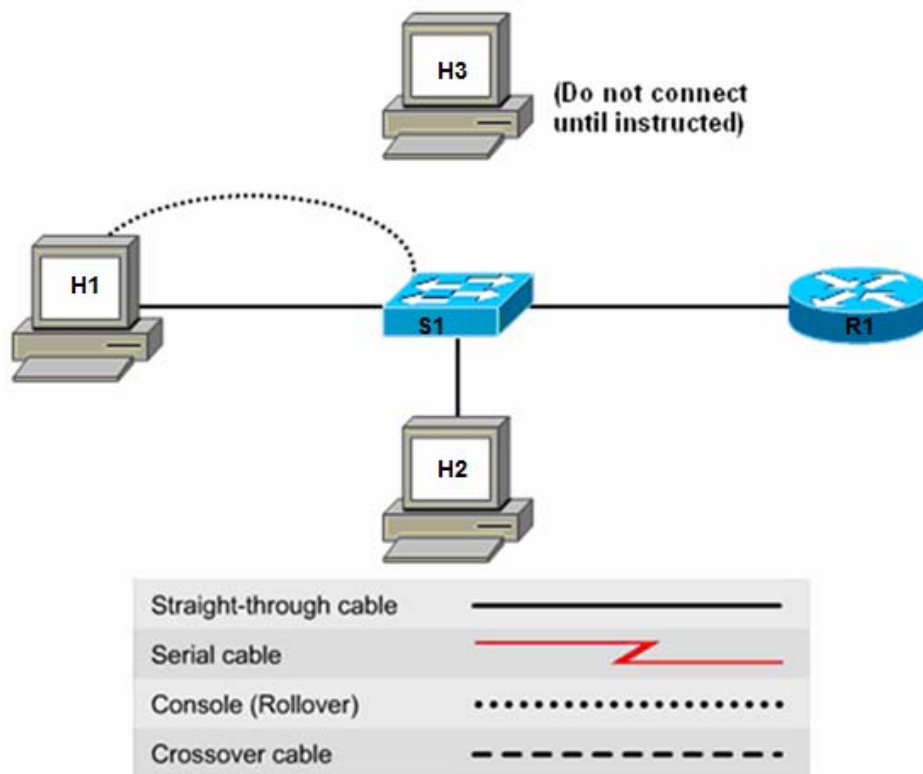 H3
(Do not connect
until instructed)
H1
S1
R1
H2
Straight-through cable
Serial cable
Console (Rollover)
Crossover cable